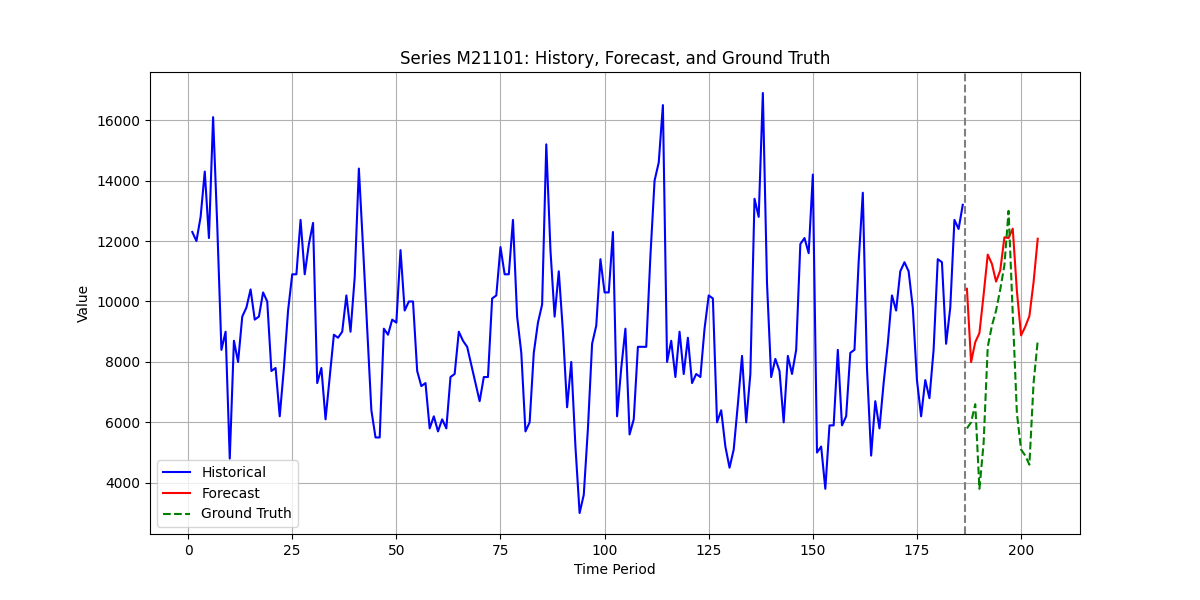 Series M21101: History, Forecast, and Ground Truth
Value
16000
14000
12000
10000
8000
6000
4000
Historical
Forecast
Ground Truth
0 25 50 75 100 125 150 175 200
Time Period